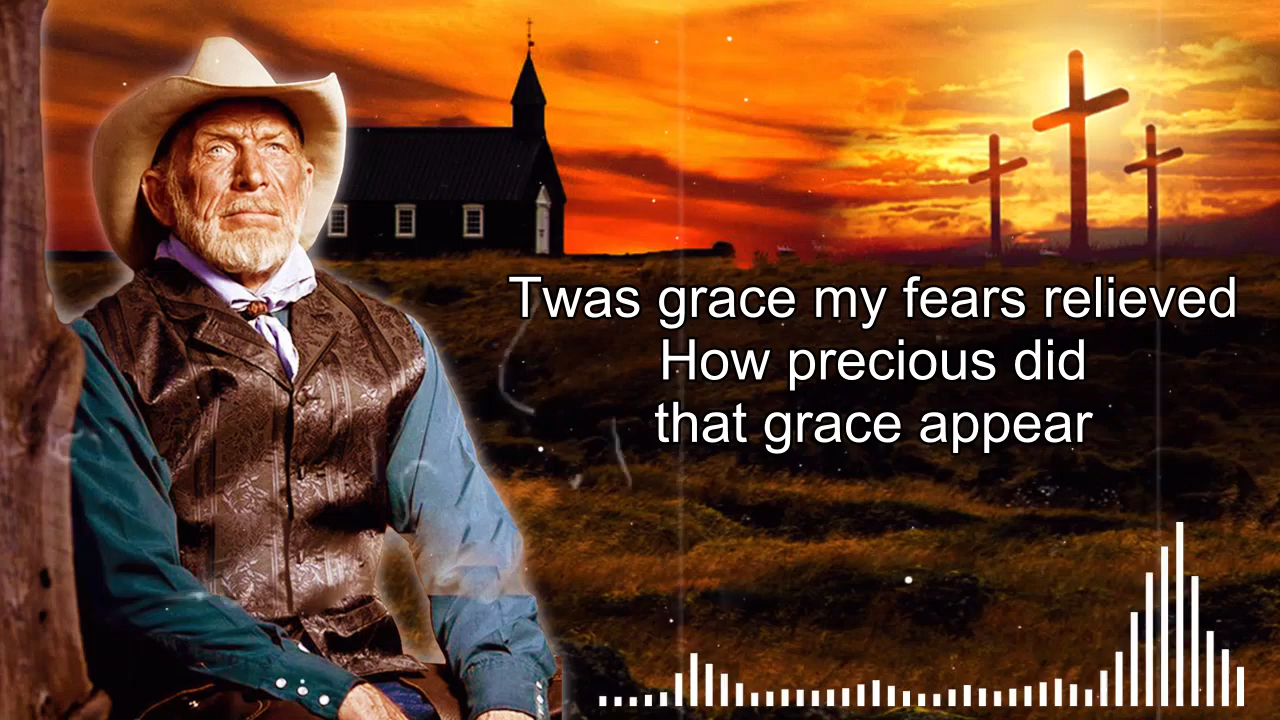 Twas grace my fears relieved
How precious did
that grace appear